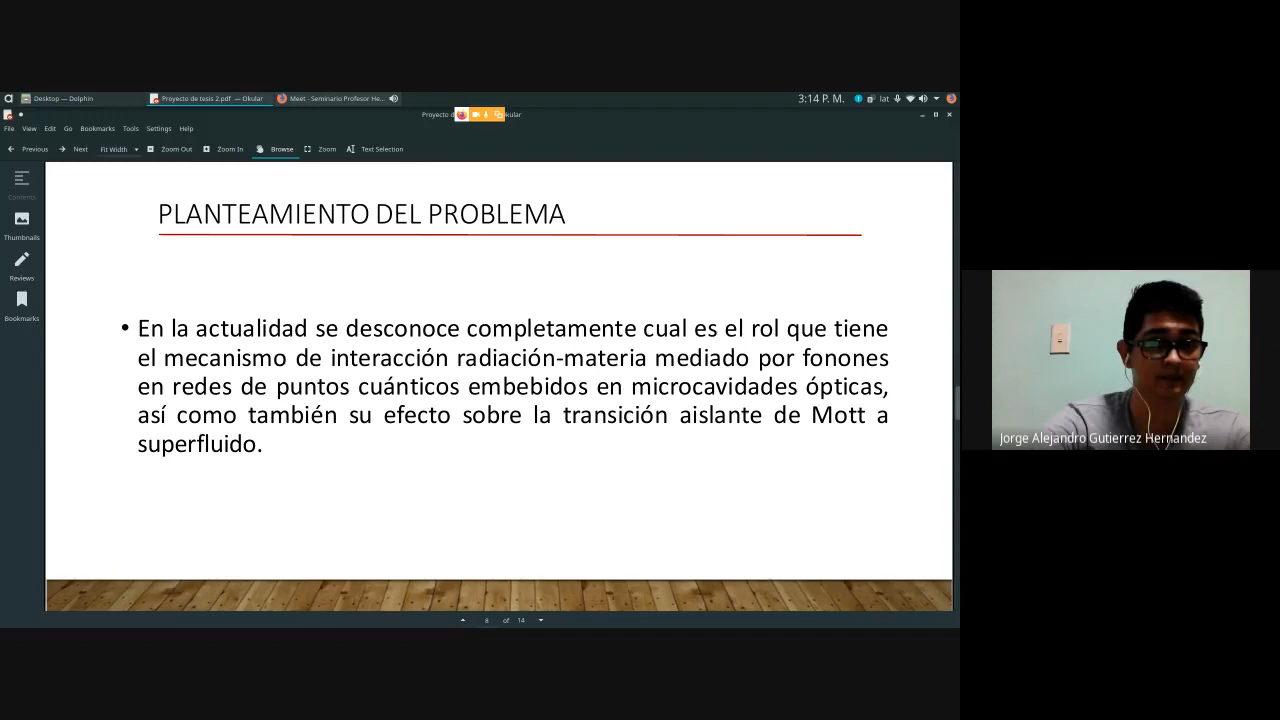 Desktop — Dolphin
Proyecto de tesis 2.pdf — Okular
Meet - Seminario Profesor He...
3:14 P. M.
lat
Proyecto d
kular
File View Edit Go Bookmarks Tools Settings Help
Previous Next Fit Width Zoom Out Zoom In Browse Zoom Text Selection
Contents
Thumbnails
Reviews
Bookmarks
PLANTEAMIENTO DEL PROBLEMA
• En la actualidad se desconoce completamente cual es el rol que tiene
el mecanismo de interacción radiación-materia mediado por fonones
en redes de puntos cuánticos embebidos en microcavidades ópticas,
así como también su efecto sobre la transición aislante de Mott a
superfluido.
8 of 14
Jorge Alejandro Gutierrez Hernandez